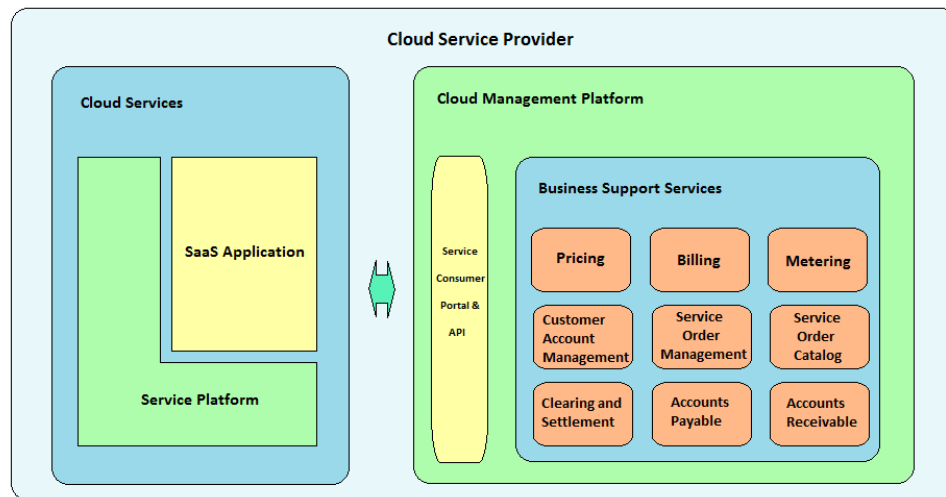 Cloud Service Provider
Cloud Services
SaaS Application
Service Platform
Cloud Management Platform
Service
Consumer
Portal &
API
Business Support Services
Pricing
Billing
Metering
Customer
Account
Management
Service
Order
Management
Service
Order
Catalog
Clearing and
Settlement
Accounts
Payable
Accounts
Receivable